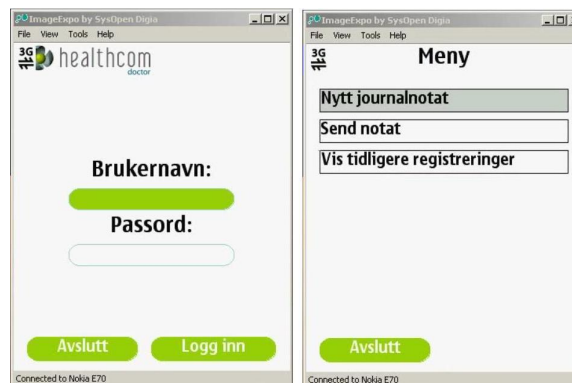 ImageExpo by SysOpen Digia
File View Tools Help
3G
healthcom
doctor
Brukernavn:
Passord:
Avslutt Logg inn
Connected to Nokia E70
ImageExpo by SysOpen Digia
File View Tools Help
3G
Meny
Nytt journalnotat
Send notat
Vis tidligere registreringer
Avslutt
Connected to Nokia E70